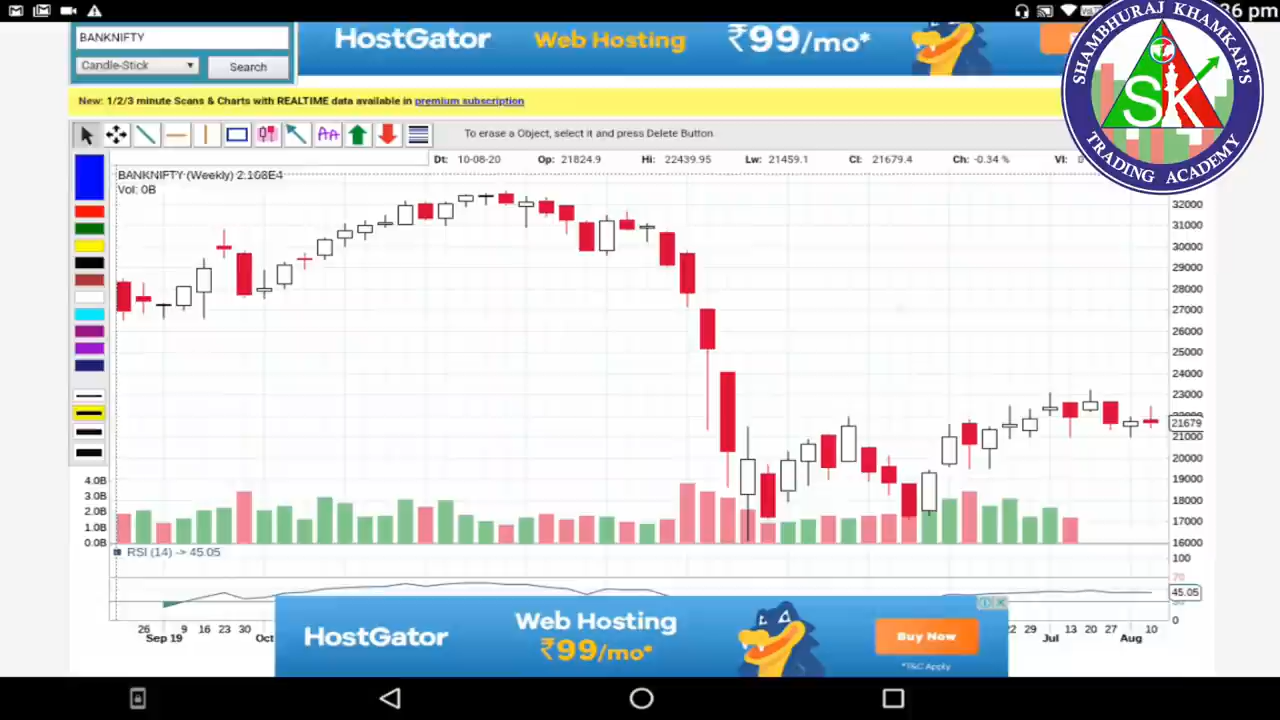 36 pm
BANKNIFTY
Candle-Stick
Search
HostGator Web Hosting ₹99/mo*
SHAMBHURAJ KHAMKAR'S
SK
TRADING ACADEMY
New: 1/2/3 minute Scans & Charts with REALTIME data available in premium subscription
To erase a Object, select it and press Delete Button
Dt: 10-08-20 Op: 21824.9 Hi: 22439.95 Lw: 21459.1 Cl: 21679.4 Ch: -0.34 % Vl:
BANKNIFTY (Weekly) 2.168E4
Vol: 0B
32000
31000
30000
29000
28000
27000
26000
25000
24000
23000
21679
21000
20000
19000
18000
17000
16000
4.0B
3.0B
2.0B
1.0B
0.0B
RSI (14) -> 45.05
100
70
45.05
0
26 9 16 23 30 22 29 13 20 27 10
Sep 19 Oct Jul Aug
HostGator
Web Hosting
₹99/mo*
Buy Now
*T&C Apply